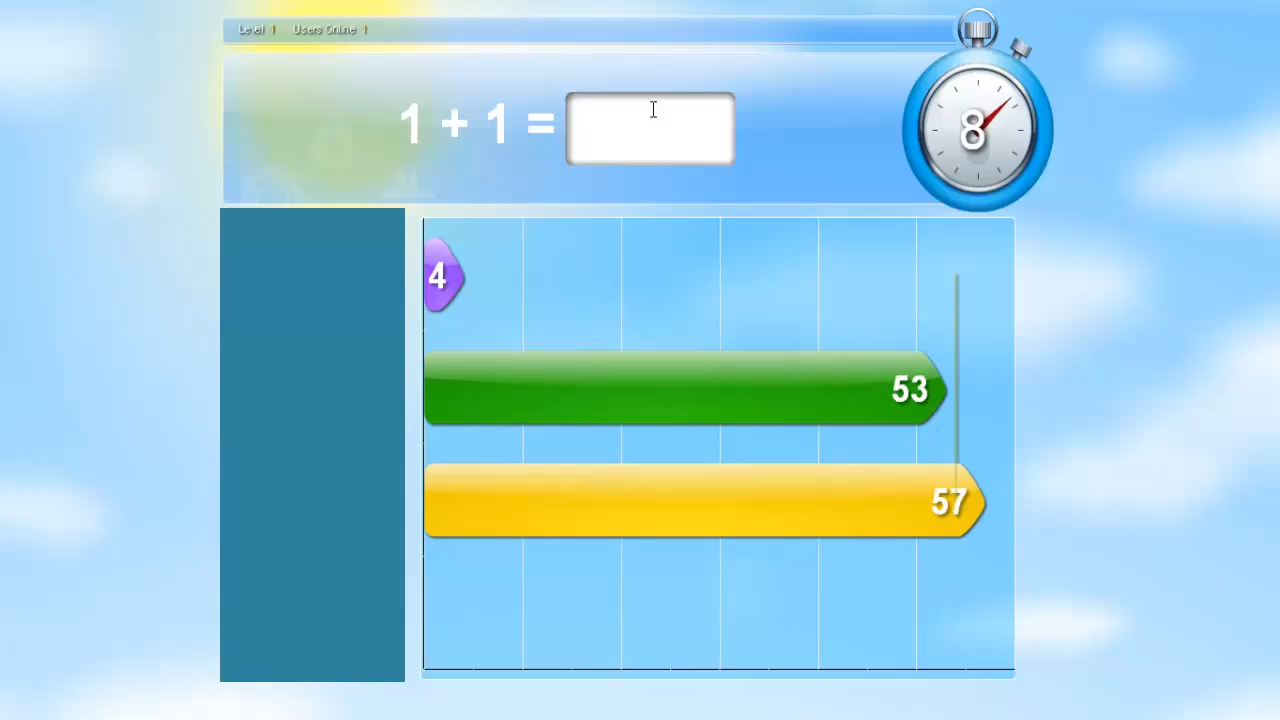 Level 1 Users Online 1
1 + 1 =
8
4
53
57